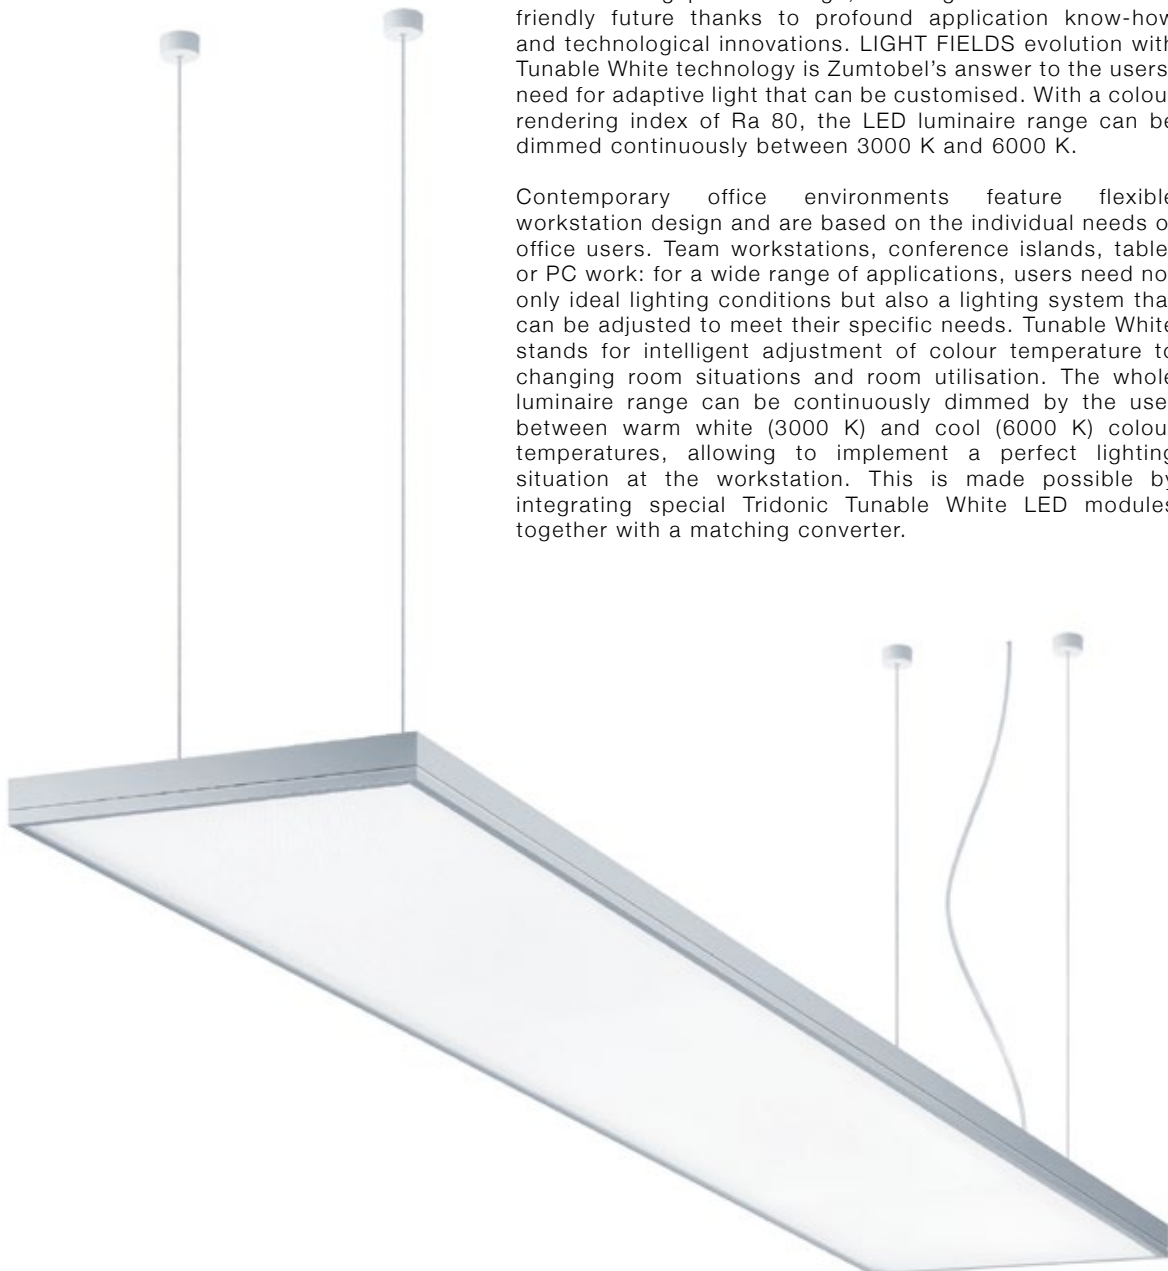 friendly future thanks to profound application know-how
and technological innovations. LIGHT FIELDS evolution with
Tunable White technology is Zumtobel's answer to the users
need for adaptive light that can be customised. With a colou
rendering index of Ra 80, the LED luminaire range can be
dimmed continuously between 3000 K and 6000 K.
Contemporary office environments feature flexible
workstation design and are based on the individual needs o
office users. Team workstations, conference islands, table
or PC work: for a wide range of applications, users need no
only ideal lighting conditions but also a lighting system tha
can be adjusted to meet their specific needs. Tunable White
stands for intelligent adjustment of colour temperature to
changing room situations and room utilisation. The whole
luminaire range can be continuously dimmed by the use
between warm white (3000 K) and cool (6000 K) colou
temperatures, allowing to implement a perfect lighting
situation at the workstation. This is made possible by
integrating special Tridonic Tunable White LED modules
together with a matching converter.